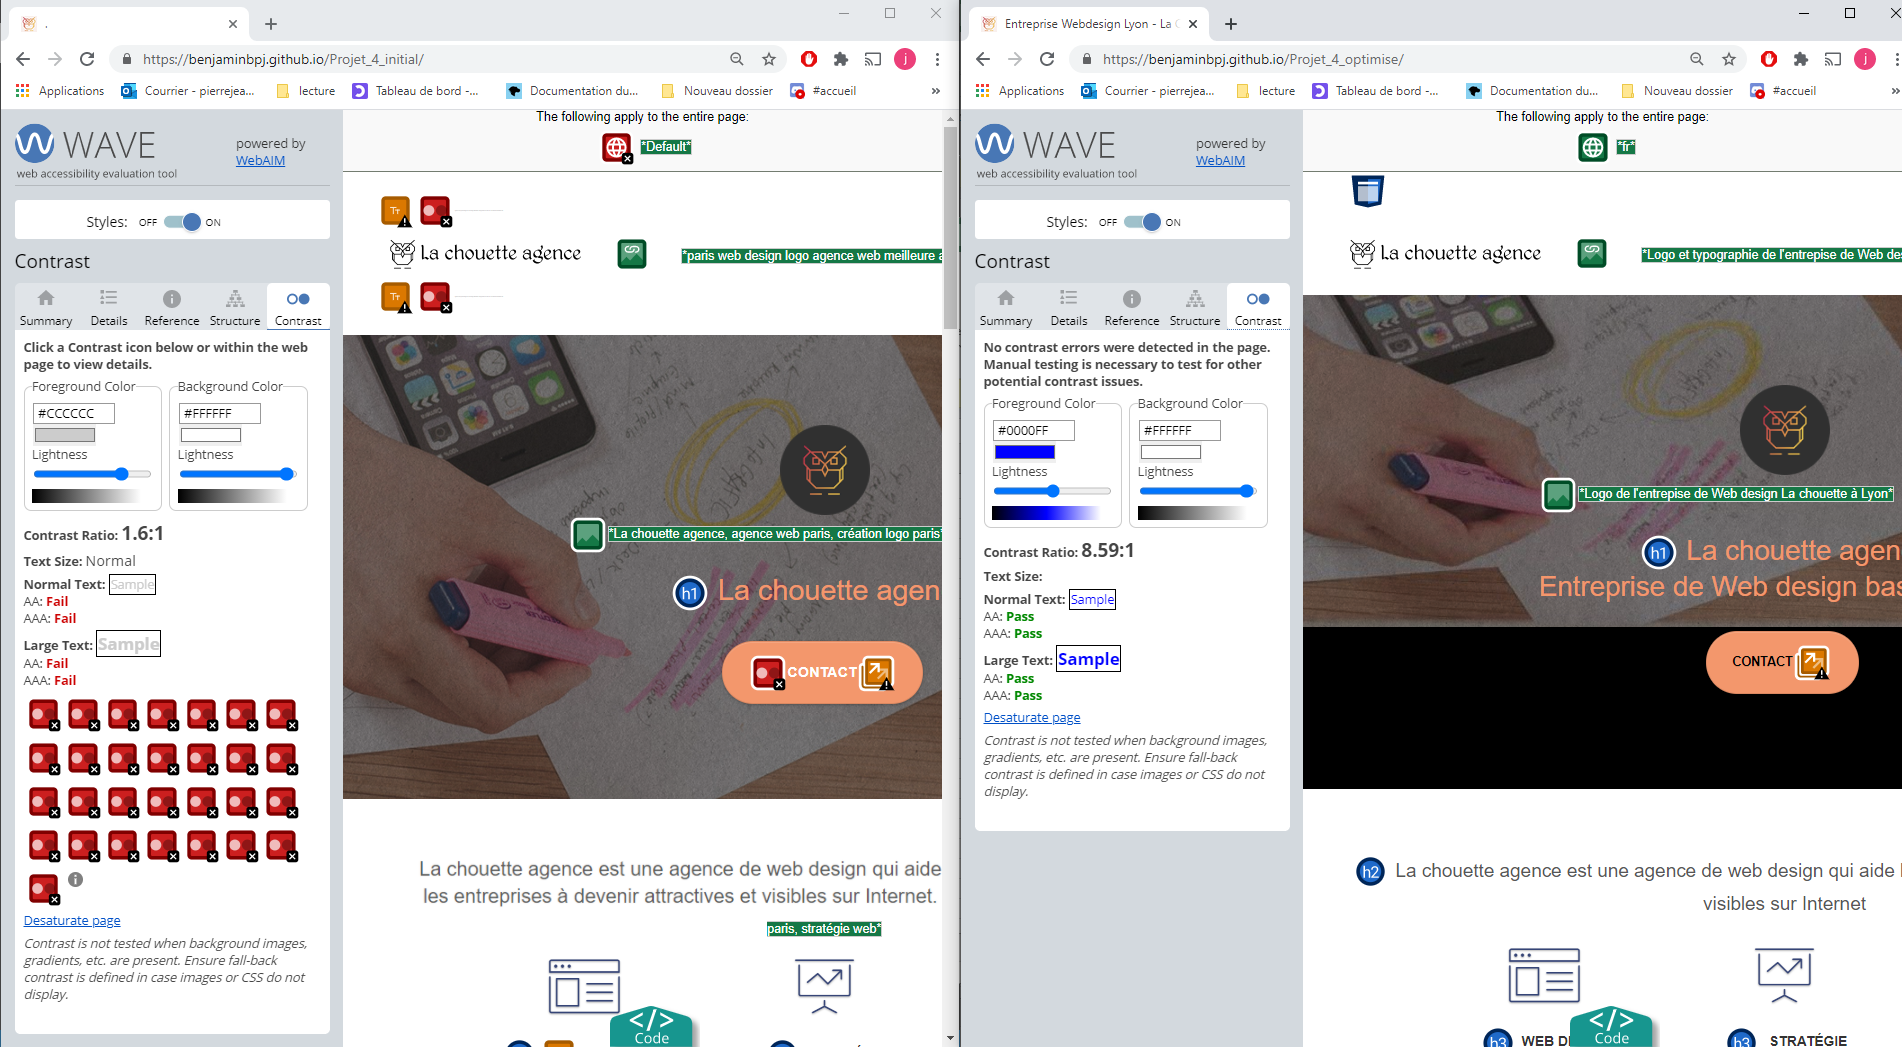 .
https://benjaminbpj.github.io/Projet_4_initial/
j
Applications
Courrier - pierrejea...
lecture
Tableau de bord -...
Documentation du...
Nouveau dossier
#accueil
»
WAVE
web accessibility evaluation tool
powered by
WebAIM
Styles: OFF ON
Contrast
Summary
Details
Reference
Structure
Contrast
Click a Contrast icon below or within the web
page to view details.
Foreground Color
#CCCCCC
Lightness
Background Color
#FFFFFF
Lightness
Contrast Ratio: 1.6:1
Text Size: Normal
Normal Text: Sample
AA: Fail
AAA: Fail
Large Text: Sample
AA: Fail
AAA: Fail
Desaturate page
Contrast is not tested when background images,
gradients, etc. are present. Ensure fall-back
contrast is defined in case images or CSS do not
display.
The following apply to the entire page:
*Default*
La chouette agence
*paris web design logo agence web meilleure a
*La chouette agence, agence web paris, création logo paris*
h1 La chouette agen
CONTACT
La chouette agence est une agence de web design qui aide
les entreprises à devenir attractives et visibles sur Internet.
paris, stratégie web*
</>
Code
Entreprise Webdesign Lyon - La C
https://benjaminbpj.github.io/Projet_4_optimise/
j
Applications
Courrier - pierrejea...
lecture
Tableau de bord -...
Documentation du...
Nouveau dossier
#accueil
»
WAVE
web accessibility evaluation tool
powered by
WebAIM
Styles: OFF ON
Contrast
Summary
Details
Reference
Structure
Contrast
No contrast errors were detected in the page.
Manual testing is necessary to test for other
potential contrast issues.
Foreground Color
#0000FF
Lightness
Background Color
#FFFFFF
Lightness
Contrast Ratio: 8.59:1
Text Size:
Normal Text: Sample
AA: Pass
AAA: Pass
Large Text: Sample
AA: Pass
AAA: Pass
Desaturate page
Contrast is not tested when background images,
gradients, etc. are present. Ensure fall-back
contrast is defined in case images or CSS do not
display.
The following apply to the entire page:
*fr*
La chouette agence
*Logo et typographie de l'entrepise de Web des
*Logo de l'entrepise de Web design La chouette à Lyon*
h1 La chouette agen
Entreprise de Web design bas
CONTACT
h2 La chouette agence est une agence de web design qui aide l
visibles sur Internet
h3 WEB D
h3 STRATÉGIE
</>
Code